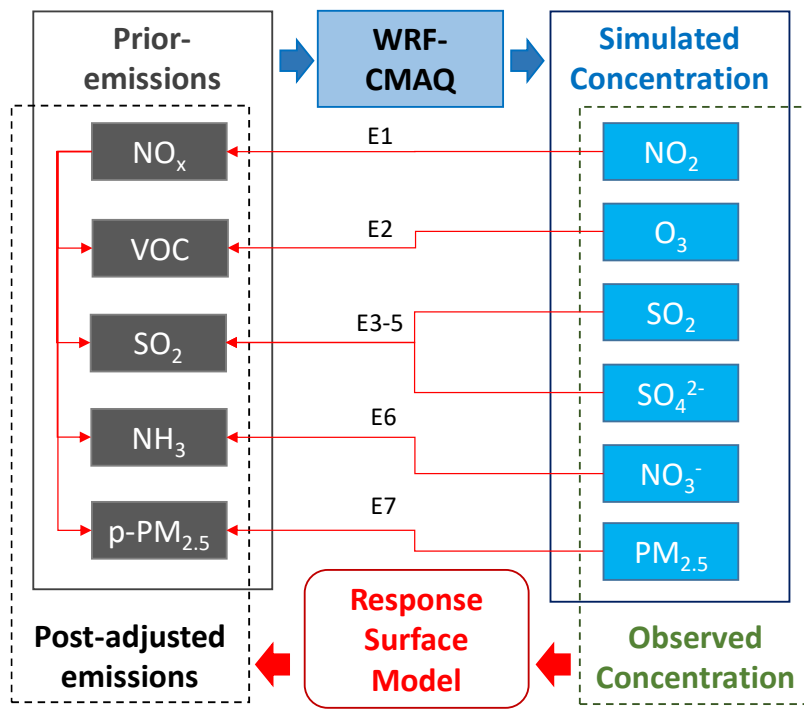 Prior-
emissions
WRF-
CMAQ
Simulated
Concentration
NOₓ
E1
NO₂
VOC
E2
O₃
SO₂
E3-5
SO₂
SO₄²⁻
NH₃
E6
NO₃⁻
p-PM₂.₅
E7
PM₂.₅
Post-adjusted
emissions
Response
Surface
Model
Observed
Concentration